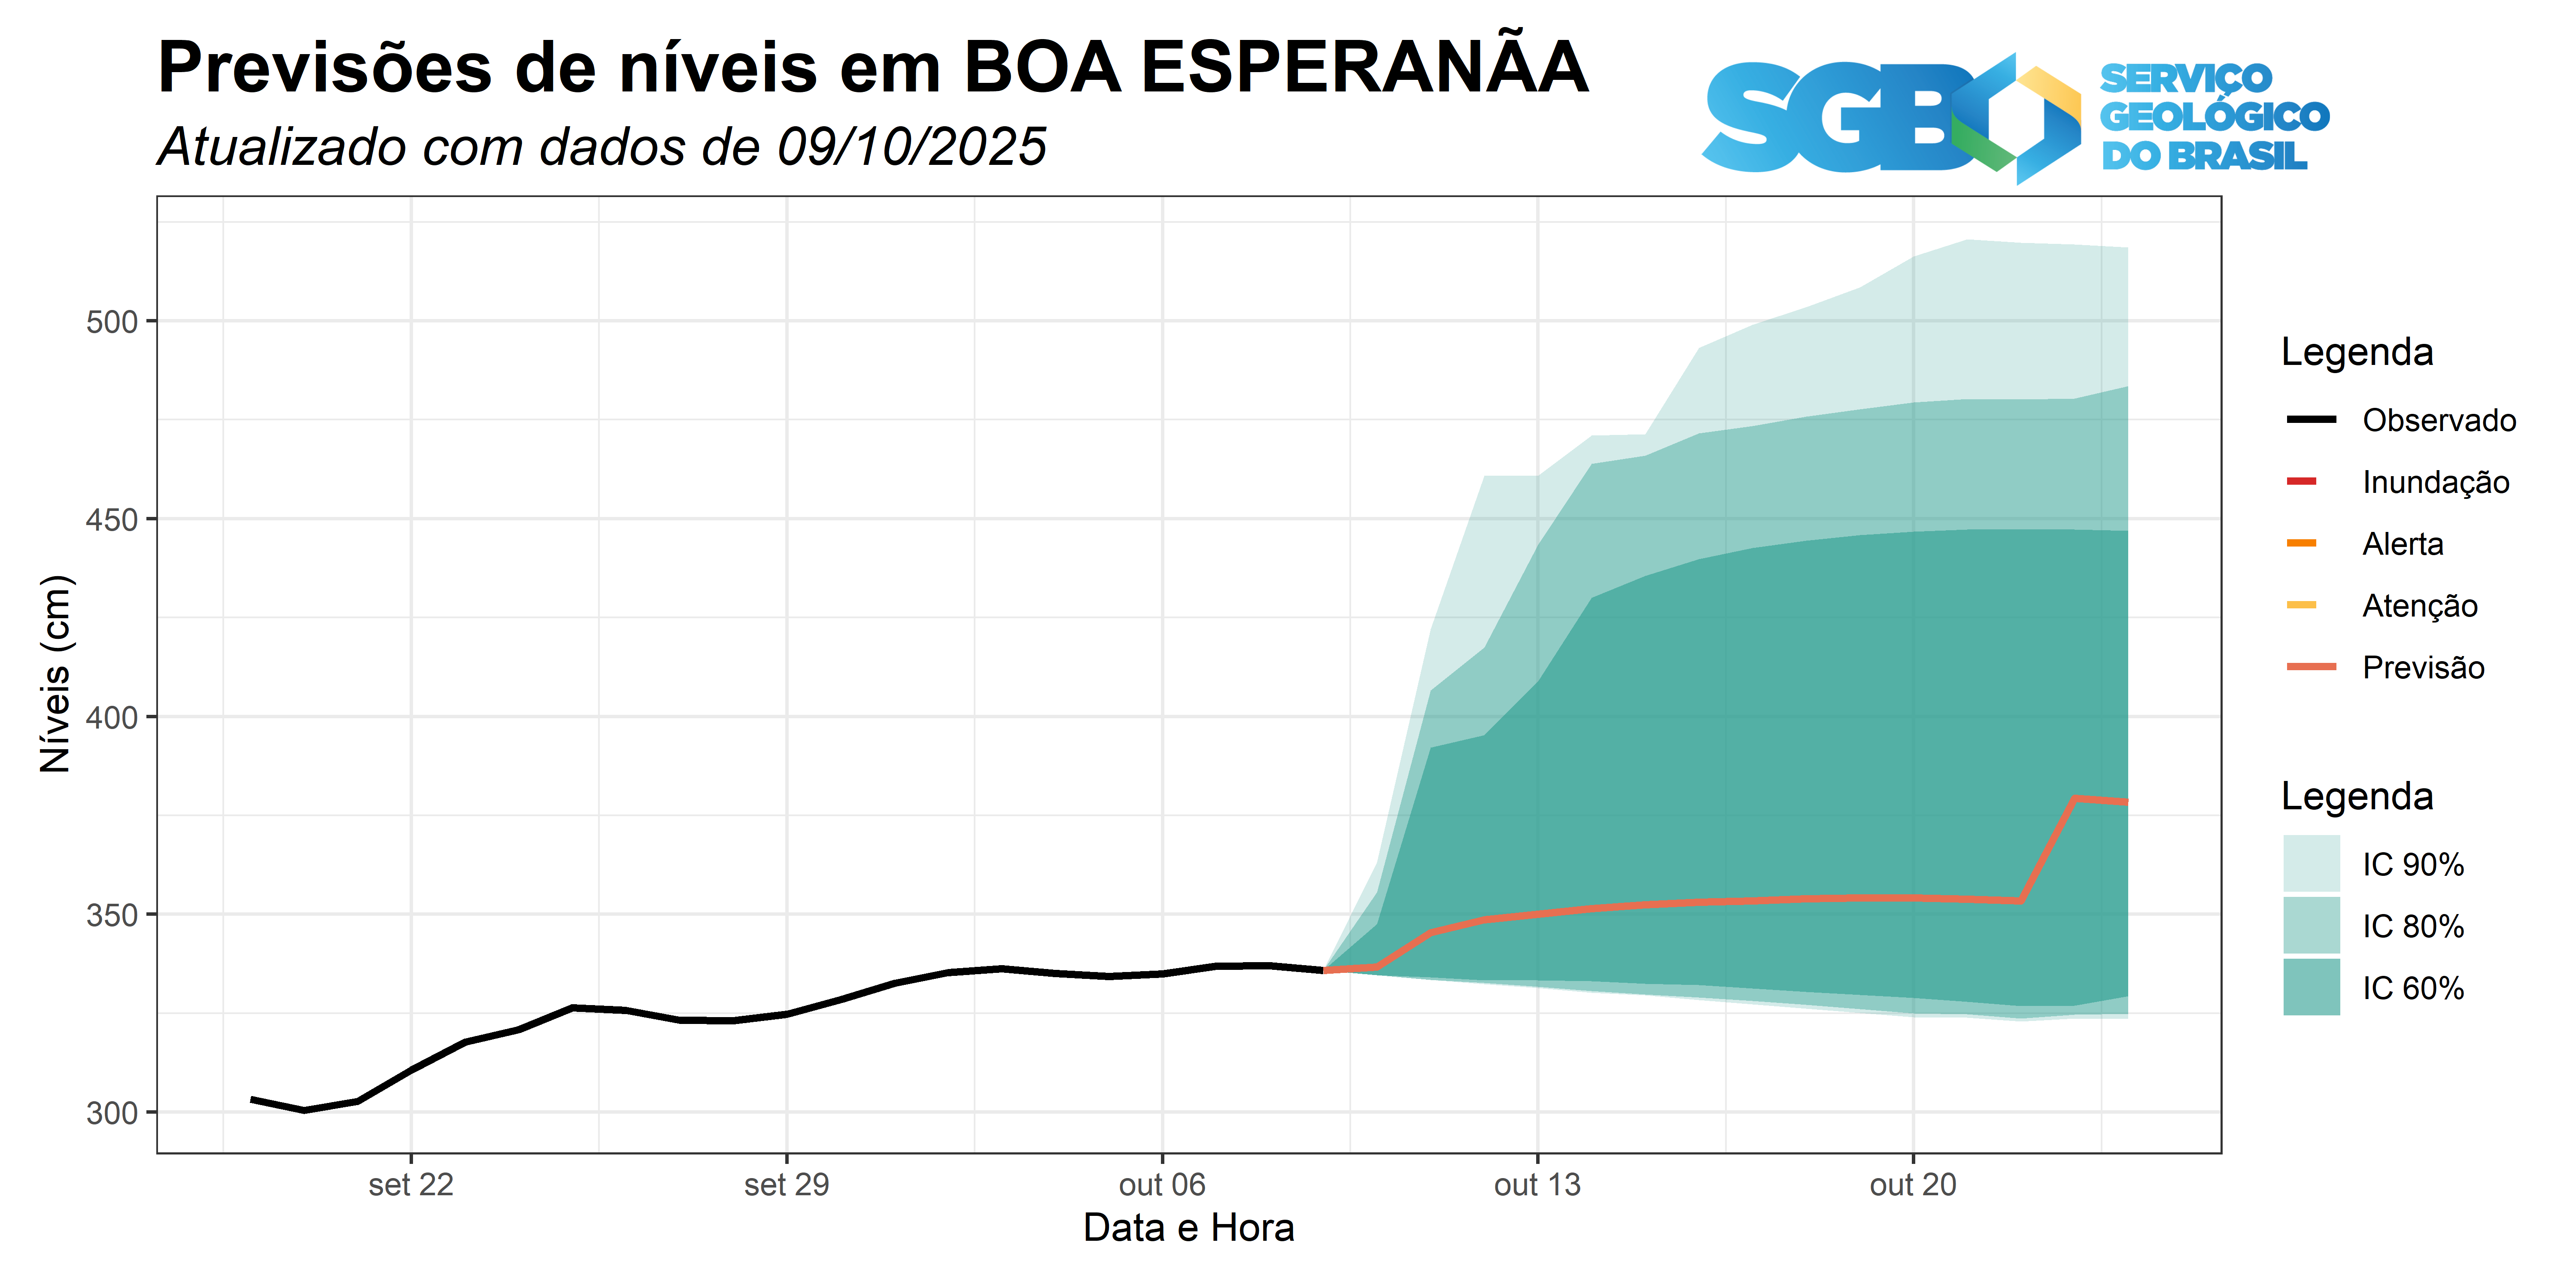 Previsões de níveis em BOA ESPERANÃA
Atualizado com dados de 09/10/2025
SGB
SERVIÇO
GEOLÓGICO
DO BRASIL
Níveis (cm)
500
450
400
350
300
set 22
set 29
out 06
out 13
out 20
Data e Hora
Legenda
Observado
Inundação
Alerta
Atenção
Previsão
Legenda
IC 90%
IC 80%
IC 60%